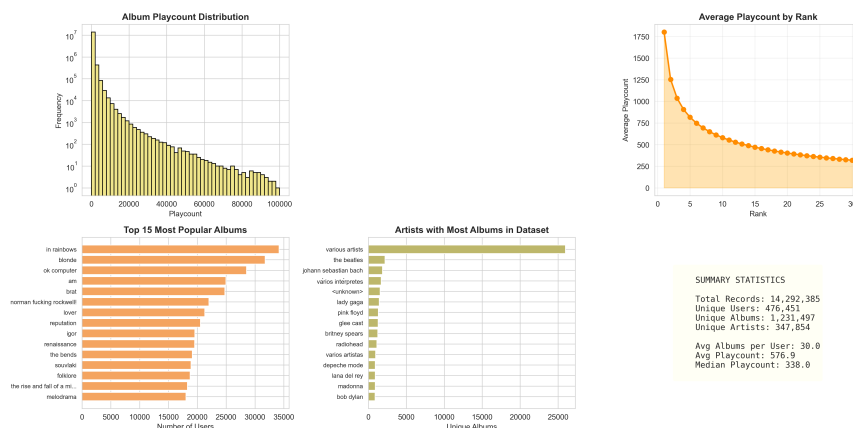 Album Playcount Distribution
10^7
10^6
10^5
10^4
10^3
10^2
10^1
10^0
Frequency
0 20000 40000 60000 80000 100000
Playcount
Average Playcount by Rank
1750
1500
1250
1000
750
500
250
0
Average Playcount
0 5 10 15 20 25 30
Rank
Top 15 Most Popular Albums
in rainbows
blonde
ok computer
am
brat
norman fucking rockwell!
lover
reputation
igor
renaissance
the bends
souvlaki
folklore
the rise and fall of a mi...
melodrama
0 5000 10000 15000 20000 25000 30000 35000
Number of Users
Artists with Most Albums in Dataset
various artists
the beatles
johann sebastian bach
vários intérpretes
<unknown>
lady gaga
pink floyd
glee cast
britney spears
radiohead
varios artistas
depeche mode
lana del rey
madonna
bob dylan
0 5000 10000 15000 20000 25000
Unique Albums
SUMMARY STATISTICS
Total Records: 14,292,385
Unique Users: 476,451
Unique Albums: 1,231,497
Unique Artists: 347,854
Avg Albums per User: 30.0
Avg Playcount: 576.9
Median Playcount: 338.0